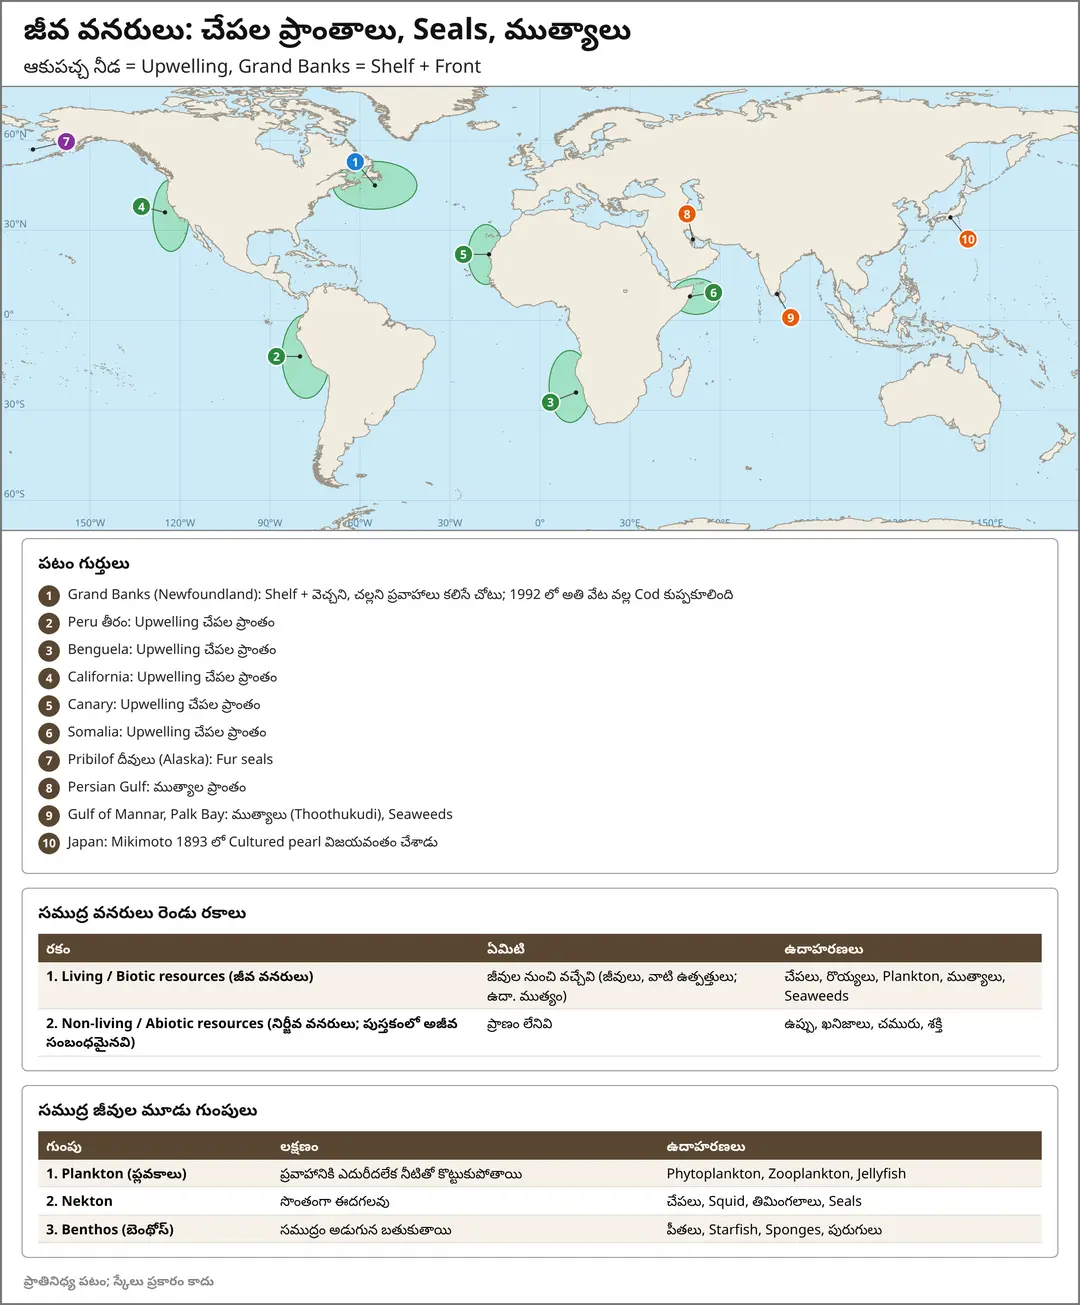 జీవ వనరులు: చేపల ప్రాంతాలు, Seals, ముత్యాలు
ఆకుపచ్చ నీడ = Upwelling, Grand Banks = Shelf + Front
60°N
7
1
4
8
30°N
10
5
6
0°
9
2
3
30°S
60°S
150°W
120°W
90°W
60°W
30°W
0°
30°E
150°E
పటం గుర్తులు
1 Grand Banks (Newfoundland): Shelf + వెచ్చని, చల్లని ప్రవాహాలు కలిసే చోటు; 1992 లో అతి వేట వల్ల Cod కుప్పకూలింది
2 Peru తీరం: Upwelling చేపల ప్రాంతం
3 Benguela: Upwelling చేపల ప్రాంతం
4 California: Upwelling చేపల ప్రాంతం
5 Canary: Upwelling చేపల ప్రాంతం
6 Somalia: Upwelling చేపల ప్రాంతం
7 Pribilof దీవులు (Alaska): Fur seals
8 Persian Gulf: ముత్యాల ప్రాంతం
9 Gulf of Mannar, Palk Bay: ముత్యాలు (Thoothukudi), Seaweeds
10 Japan: Mikimoto 1893 లో Cultured pearl విజయవంతం చేశాడు
సముద్ర వనరులు రెండు రకాలు
రకం ఏమిటి ఉదాహరణలు
1. Living / Biotic resources (జీవ వనరులు) జీవుల నుంచి వచ్చేవి (జీవులు, వాటి ఉత్పత్తులు; చేపలు, రొయ్యలు, Plankton, ముత్యాలు,
ఉదా. ముత్యం) Seaweeds
2. Non-living / Abiotic resources (నిర్జీవ వనరులు; పుస్తకంలో అజీవ ప్రాణం లేనివి ఉప్పు, ఖనిజాలు, చమురు, శక్తి
సంబంధమైనవి)
సముద్ర జీవుల మూడు గుంపులు
గుంపు లక్షణం ఉదాహరణలు
1. Plankton (ప్లవకాలు) ప్రవాహానికి ఎదురీదలేక నీటితో కొట్టుకుపోతాయి Phytoplankton, Zooplankton, Jellyfish
2. Nekton సొంతంగా ఈదగలవు చేపలు, Squid, తిమింగలాలు, Seals
3. Benthos (బెంథోస్) సముద్రం అడుగున బతుకుతాయి పీతలు, Starfish, Sponges, పురుగులు
ప్రాతినిధ్య పటం; స్కేలు ప్రకారం కాదు